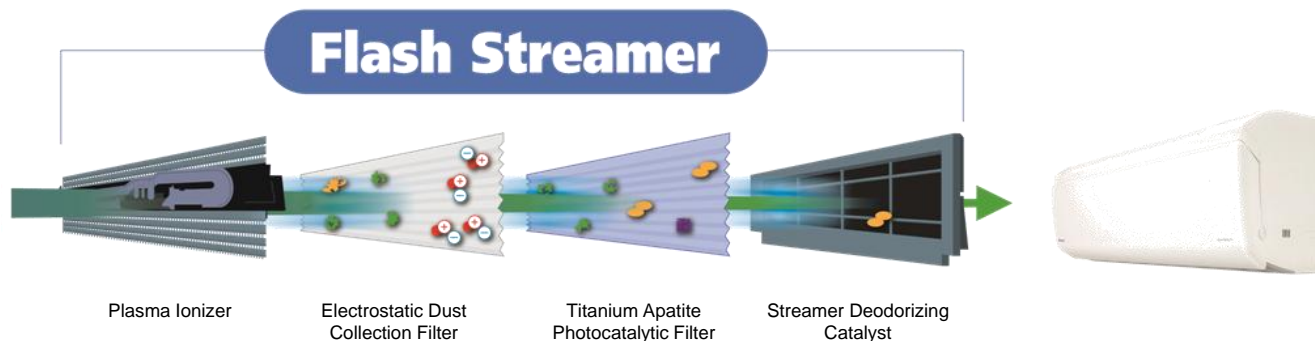 Flash Streamer
Plasma Ionizer
Electrostatic Dust
Collection Filter
Titanium Apatite
Photocatalytic Filter
Streamer Deodorizing
Catalyst